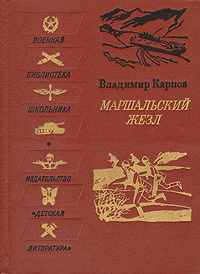 ВОЕННАЯ
БИБЛИОТЕКА
ШКОЛЬНИКА
ИЗДАТЕЛЬСТВО
«ДЕТСКАЯ
ЛИТЕРАТУРА»
Владимир Карпов
МАРШАЛЬСКИЙ
ЖЕЗЛ